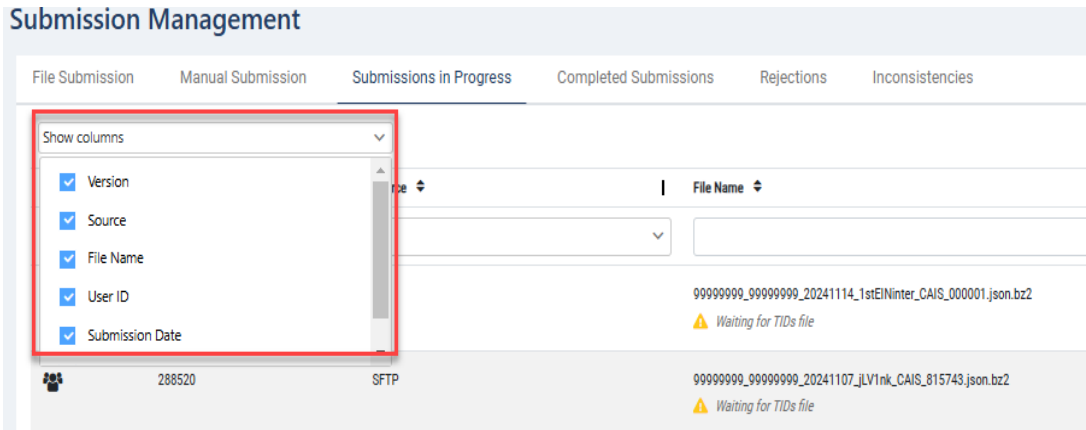 Submission Management
File Submission Manual Submission Submissions in Progress Completed Submissions Rejections Inconsistencies
Show columns
Version
Source
File Name
User ID
Submission Date
File Name
99999999_99999999_20241114_1stEINinter_CAIS_000001.json.bz2
Waiting for TIDs file
288520 SFTP 99999999_99999999_20241107_jLV1nk_CAIS_815743.json.bz2
Waiting for TIDs file